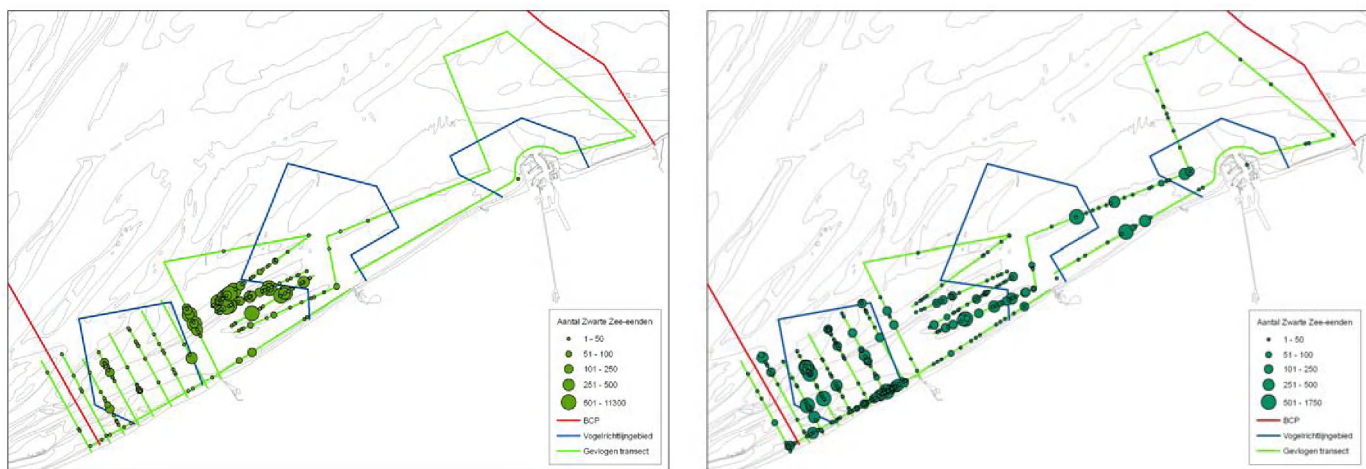 Aantal Zwarte Zee-eenden
1 - 50
51 - 100
101 - 250
251 - 500
501 - 11300
BCP
Vogelrichtlijngebied
Gevlogen transect
Aantal Zwarte Zee-eenden
1 - 50
51 - 100
101 - 250
251 - 500
501 - 1750
BCP
Vogelrichtlijngebied
Gevlogen transect